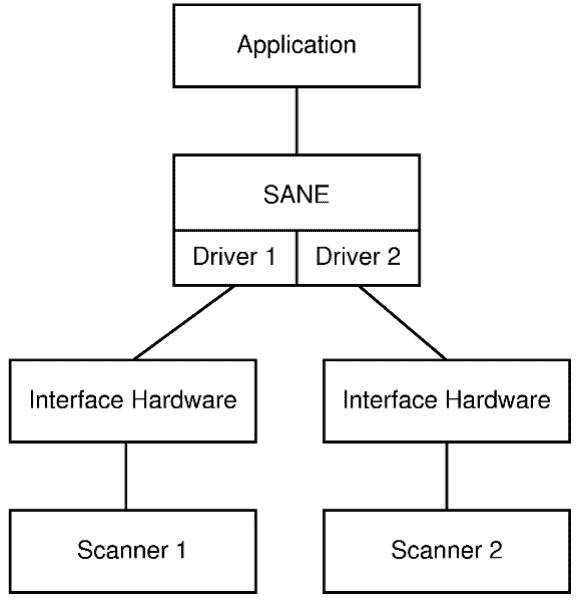 Application
SANE
Driver 1
Driver 2
Interface Hardware
Interface Hardware
Scanner 1
Scanner 2